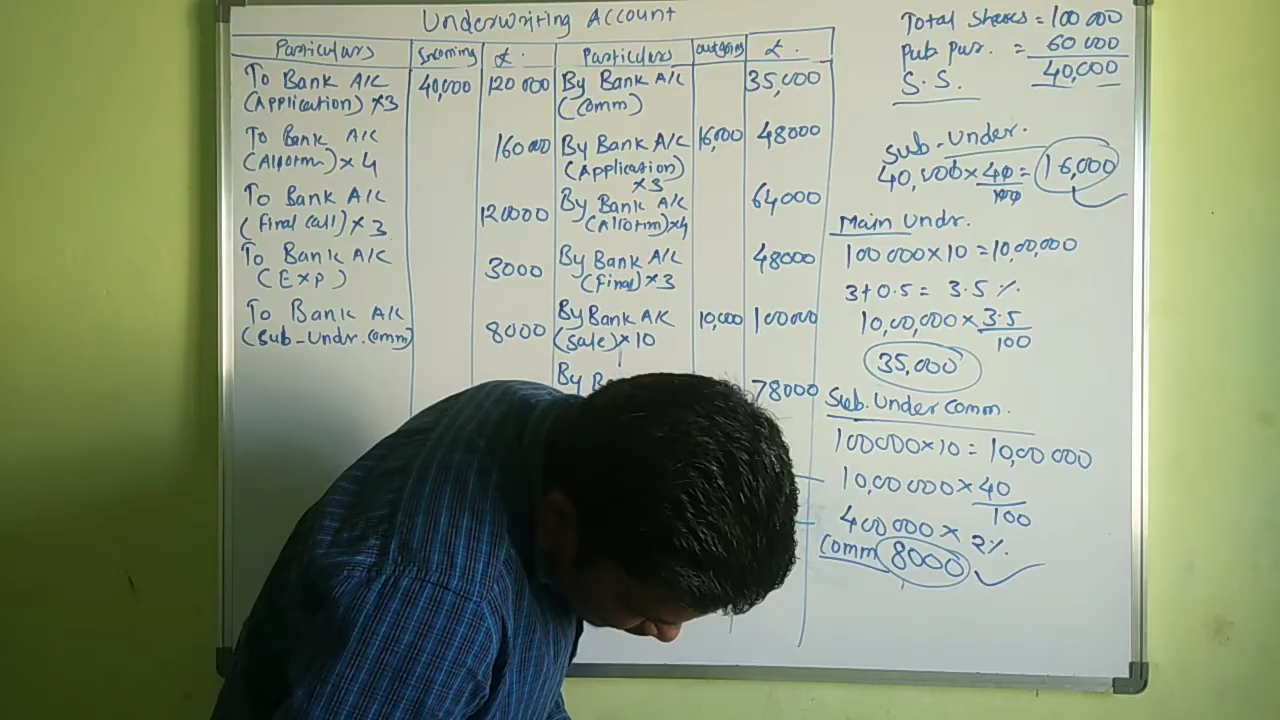 Underwriting Account
Particulars Incoming £. Particulars outgoing £.
To Bank A/C 40,000 120 000 By Bank A/C 35,000
(Application) ×3 (Comm)
To Bank A/C 160 000 By Bank A/C 16,000 48000
(Allotm) × 4 (Application)
×3
To Bank A/C 120000 By Bank A/C 64000
(Final Call) × 3 (Allotm)×4
To Bank A/C 3000 By Bank A/C 48000
(EXP) (Final)×3
To Bank A/C 8000 By Bank A/C 10,000 100000
(Sub-Undr. Comm) (Sale)×10
By 78000
Total Shares = 100 000
Pub pur. = 60 000
S.S. 40,000
Sub-Under.
40,000×40/100=16,000
Main Undr.
100 000×10 = 10,00,000
3+0.5 = 3.5 %.
10,00,000×3.5/100
35,000
Sub. Under Comm.
100000×10 = 10,00 000
10,00 000×40/100
400000 × 2%.
Comm 8000